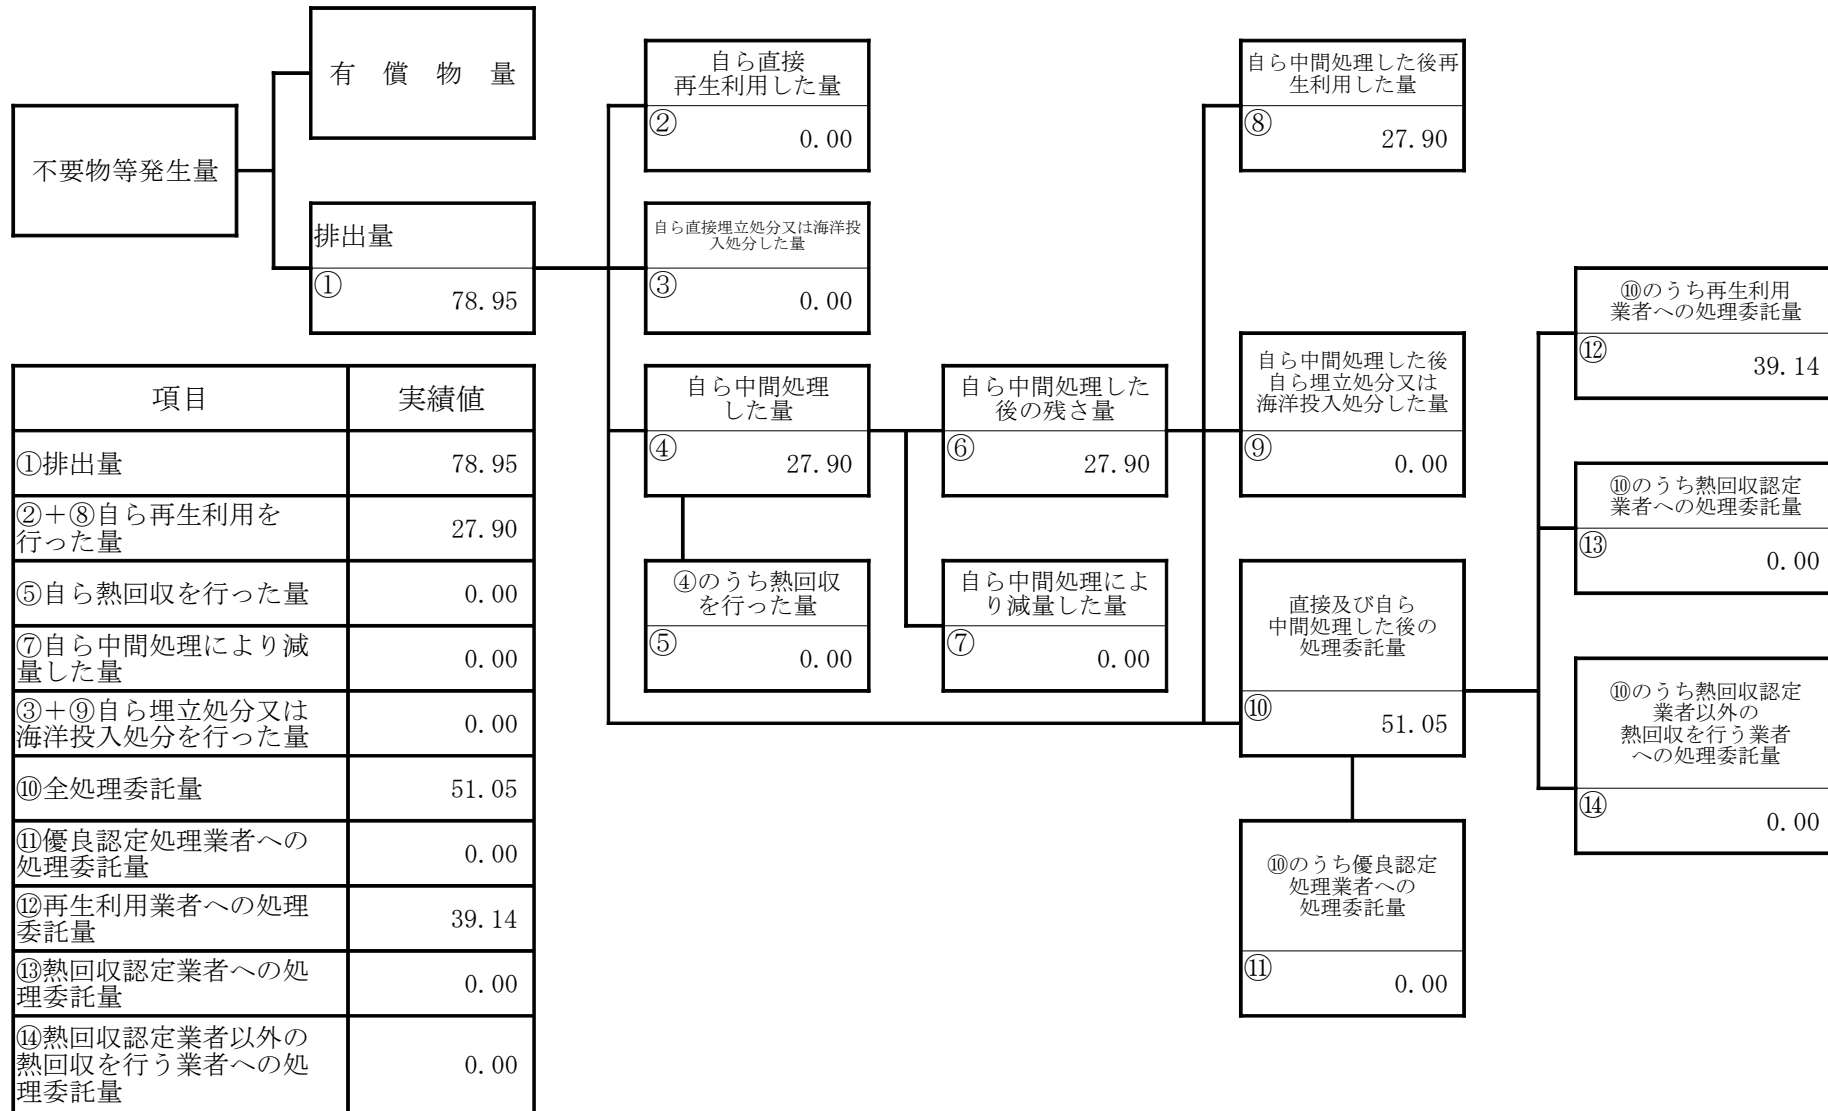 有　償　物　量
不要物等発生量
排出量
①
78.95
自ら直接
再生利用した量
②
0.00
自ら直接埋立処分又は海洋投
入処分した量
③
0.00
自ら中間処理
した量
④
27.90
④のうち熱回収
を行った量
⑤
0.00
自ら中間処理した
後の残さ量
⑥
27.90
自ら中間処理によ
り減量した量
⑦
0.00
自ら中間処理した後再
生利用した量
⑧
27.90
自ら中間処理した後
自ら埋立処分又は
海洋投入処分した量
⑨
0.00
直接及び自ら
中間処理した後の
処理委託量
⑩
51.05
⑩のうち優良認定
処理業者への
処理委託量
⑪
0.00
⑩のうち再生利用
業者への処理委託量
⑫
39.14
⑩のうち熱回収認定
業者への処理委託量
⑬
0.00
⑩のうち熱回収認定
業者以外の
熱回収を行う業者
への処理委託量
⑭
0.00
項目 実績値
①排出量 78.95
②＋⑧自ら再生利用を
行った量 27.90
⑤自ら熱回収を行った量 0.00
⑦自ら中間処理により減
量した量 0.00
③＋⑨自ら埋立処分又は
海洋投入処分を行った量 0.00
⑩全処理委託量 51.05
⑪優良認定処理業者への
処理委託量 0.00
⑫再生利用業者への処理
委託量 39.14
⑬熱回収認定業者への処
理委託量 0.00
⑭熱回収認定業者以外の
熱回収を行う業者への処
理委託量 0.00